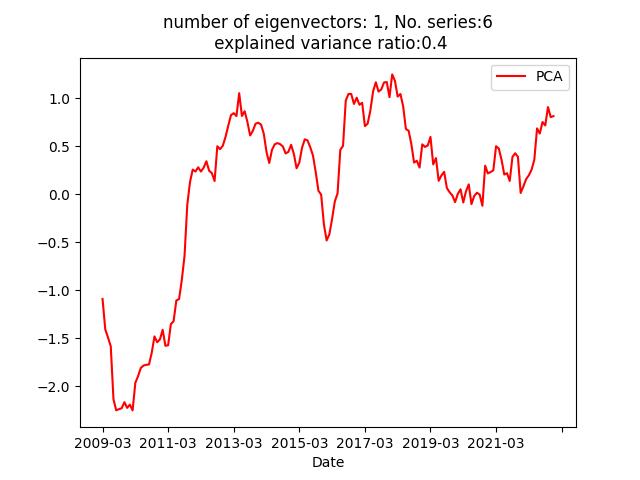 number of eigenvectors: 1, No. series:6
explained variance ratio:0.4
PCA
1.0
0.5
0.0
−0.5
−1.0
−1.5
−2.0
2009-03 2011-03 2013-03 2015-03 2017-03 2019-03 2021-03
Date